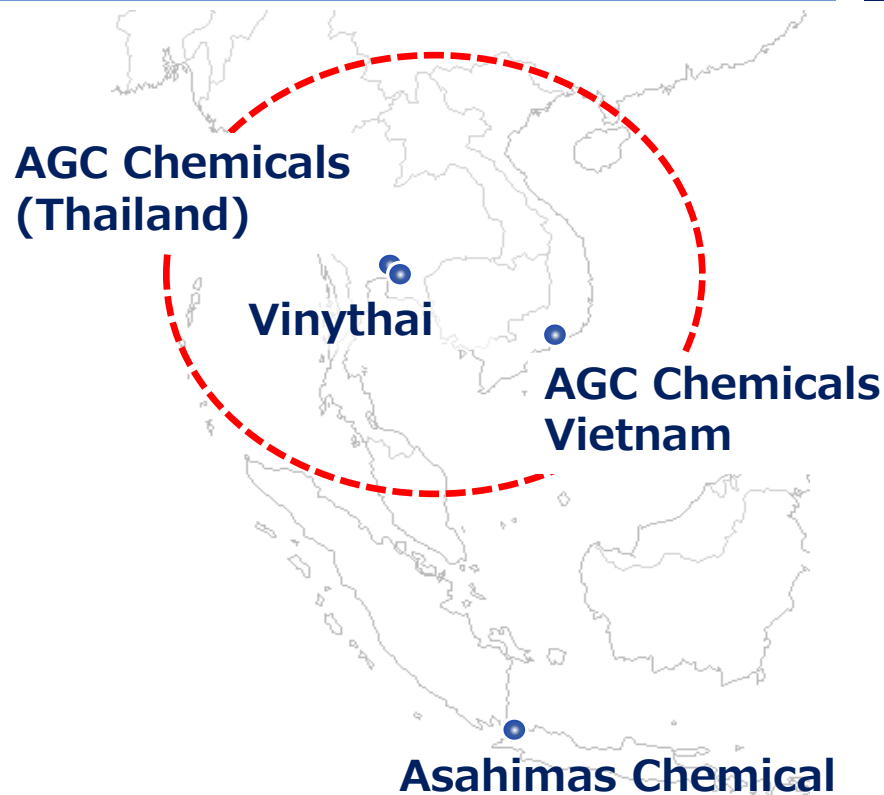 AGC Chemicals
(Thailand)
Vinythai
AGC Chemicals
Vietnam
Asahimas Chemical